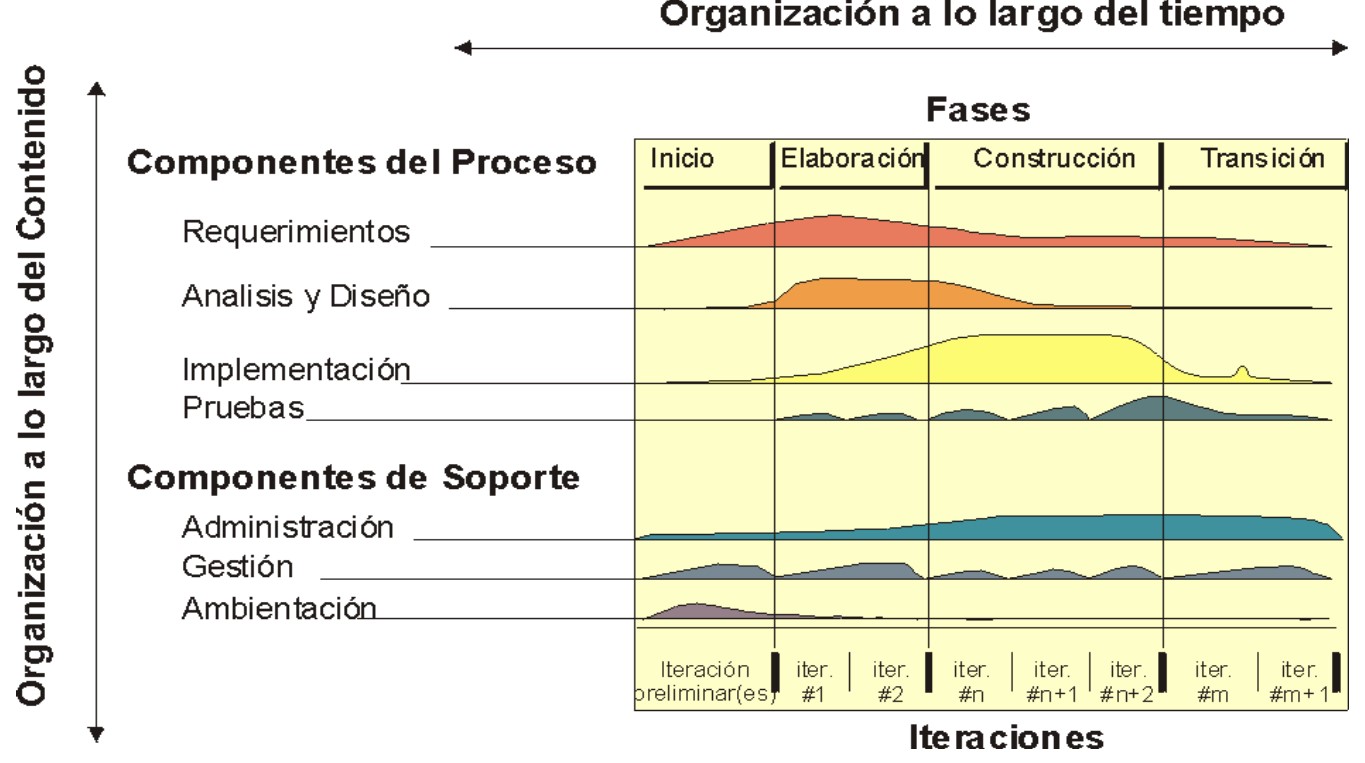 Organización a lo largo del tiempo
Organización a lo largo del Contenido
Fases
Componentes del Proceso
Inicio
Elaboración
Construcción
Transición
Requerimientos
Analisis y Diseño
Implementación
Pruebas
Componentes de Soporte
Administración
Gestión
Ambientación
Iteración
preliminar(es)
iter.
#1
iter.
#2
iter.
#n
iter.
#n+1
iter.
#n+2
iter.
#m
iter.
#m+1
Iteraciones